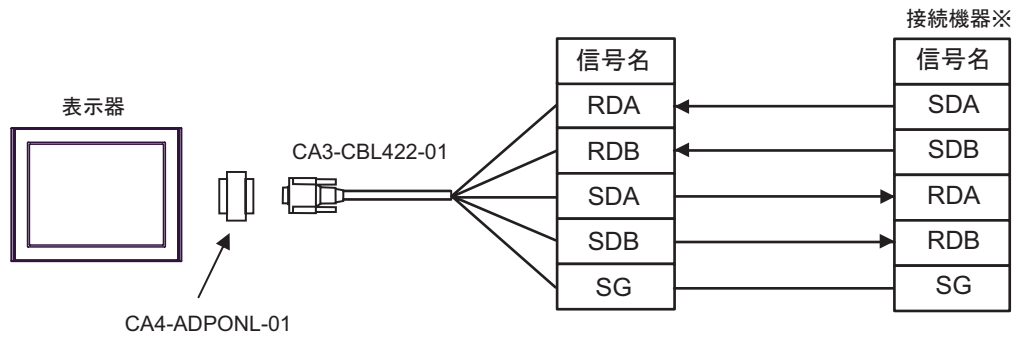 接続機器※
信号名
信号名
表示器
RDA
SDA
CA3-CBL422-01
RDB
SDB
SDA
RDA
SDB
RDB
SG
SG
CA4-ADPONL-01